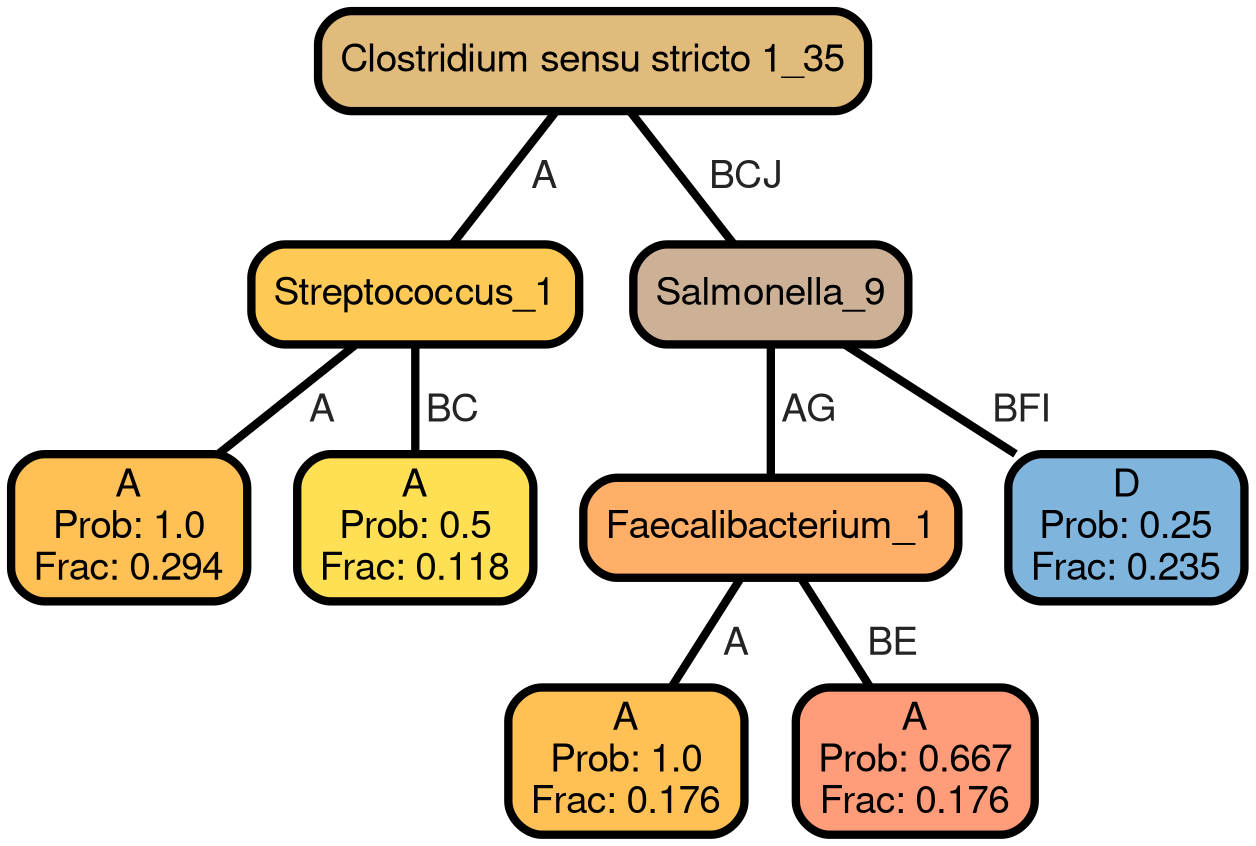 Clostridium sensu stricto 1_35
A
BCJ
Streptococcus_1
Salmonella_9
A
BC
AG
BFI
A
Prob: 1.0
Frac: 0.294
A
Prob: 0.5
Frac: 0.118
Faecalibacterium_1
D
Prob: 0.25
Frac: 0.235
A
BE
A
Prob: 1.0
Frac: 0.176
A
Prob: 0.667
Frac: 0.176